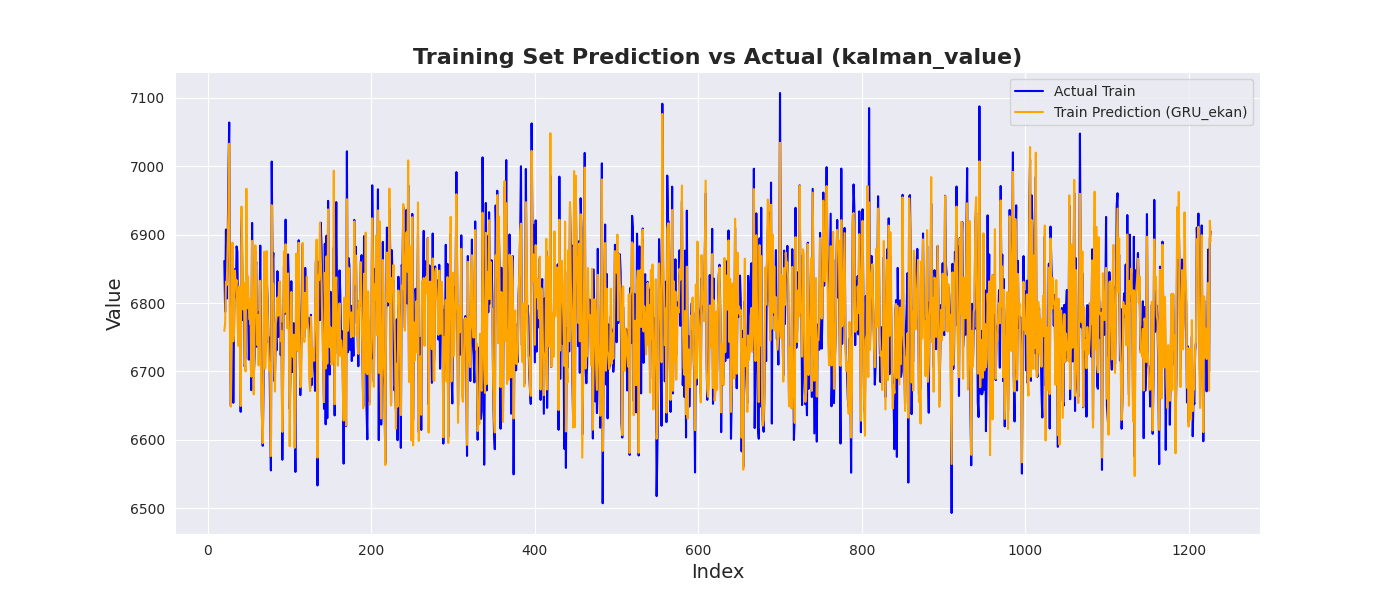 Training Set Prediction vs Actual (kalman_value)
Actual Train
Train Prediction (GRU_ekan)
Value
7100
7000
6900
6800
6700
6600
6500
0 200 400 600 800 1000 1200
Index